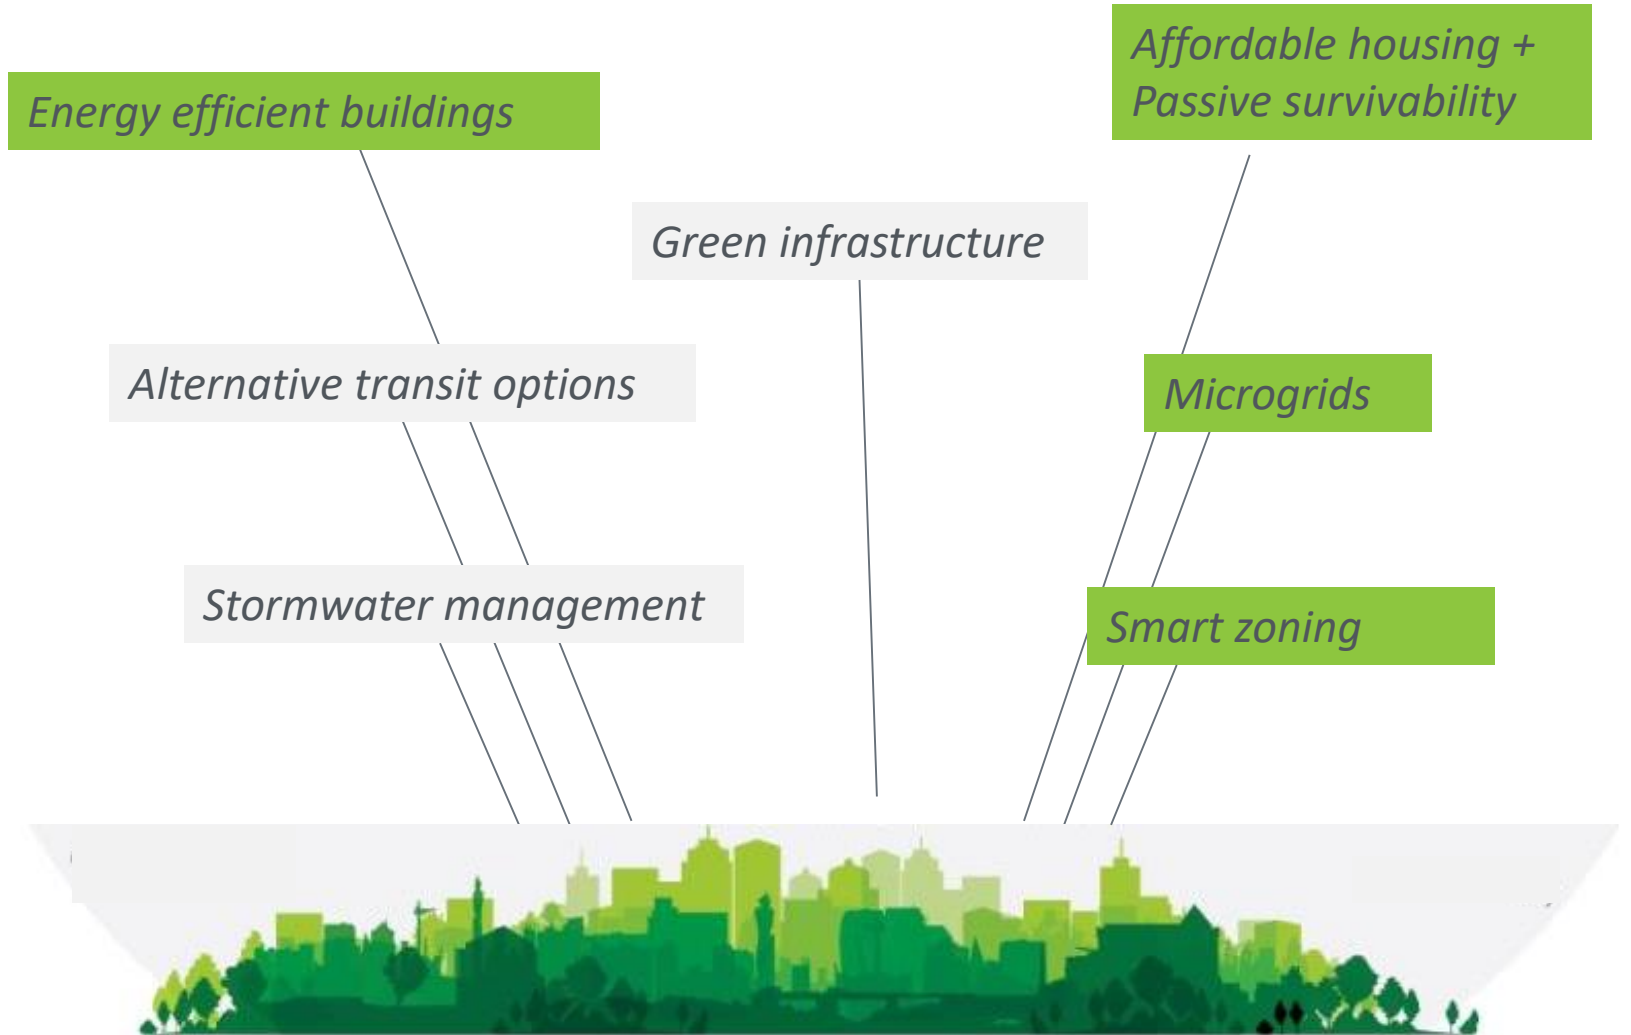 Energy efficient buildings
Affordable housing +
Passive survivability
Green infrastructure
Alternative transit options
Microgrids
Stormwater management
Smart zoning